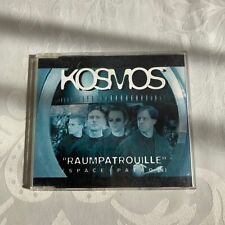 KOSMOS
"RAUMPATROUILLE"
(SPACE PATROL)